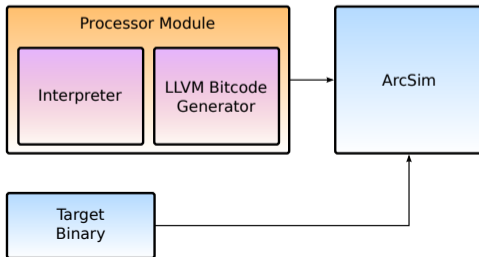 Processor Module
Interpreter
LLVM Bitcode
Generator
ArcSim
Target
Binary